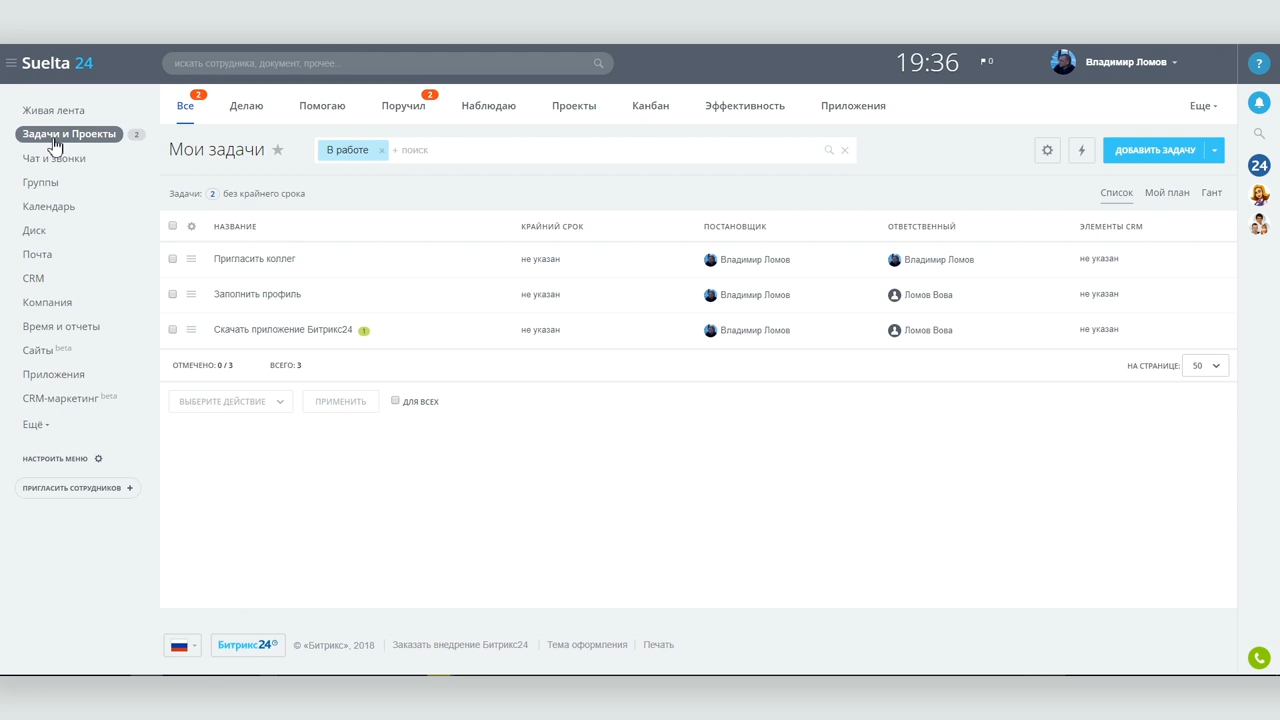 Suelta 24
искать сотрудника, документ, прочее...
19:36
0
Владимир Ломов
?
Живая лента
Задачи и Проекты 2
Чат и звонки
Группы
Календарь
Диск
Почта
CRM
Компания
Время и отчеты
Сайты beta
Приложения
CRM-маркетинг beta
Ещё
НАСТРОИТЬ МЕНЮ
ПРИГЛАСИТЬ СОТРУДНИКОВ +
Все 2 Делаю Помогаю Поручил 2 Наблюдаю Проекты Канбан Эффективность Приложения Еще
Мои задачи
В работе × + поиск
ДОБАВИТЬ ЗАДАЧУ
24
Задачи: 2 без крайнего срока
Список Мой план Гант
НАЗВАНИЕ КРАЙНИЙ СРОК ПОСТАНОВЩИК ОТВЕТСТВЕННЫЙ ЭЛЕМЕНТЫ CRM
Пригласить коллег не указан Владимир Ломов Владимир Ломов не указан
Заполнить профиль не указан Владимир Ломов Ломов Вова не указан
Скачать приложение Битрикс24 1 не указан Владимир Ломов Ломов Вова не указан
ОТМЕЧЕНО: 0 / 3 ВСЕГО: 3 НА СТРАНИЦЕ: 50
ВЫБЕРИТЕ ДЕЙСТВИЕ ПРИМЕНИТЬ ДЛЯ ВСЕХ
Битрикс24 © «Битрикс», 2018 Заказать внедрение Битрикс24 Тема оформления Печать